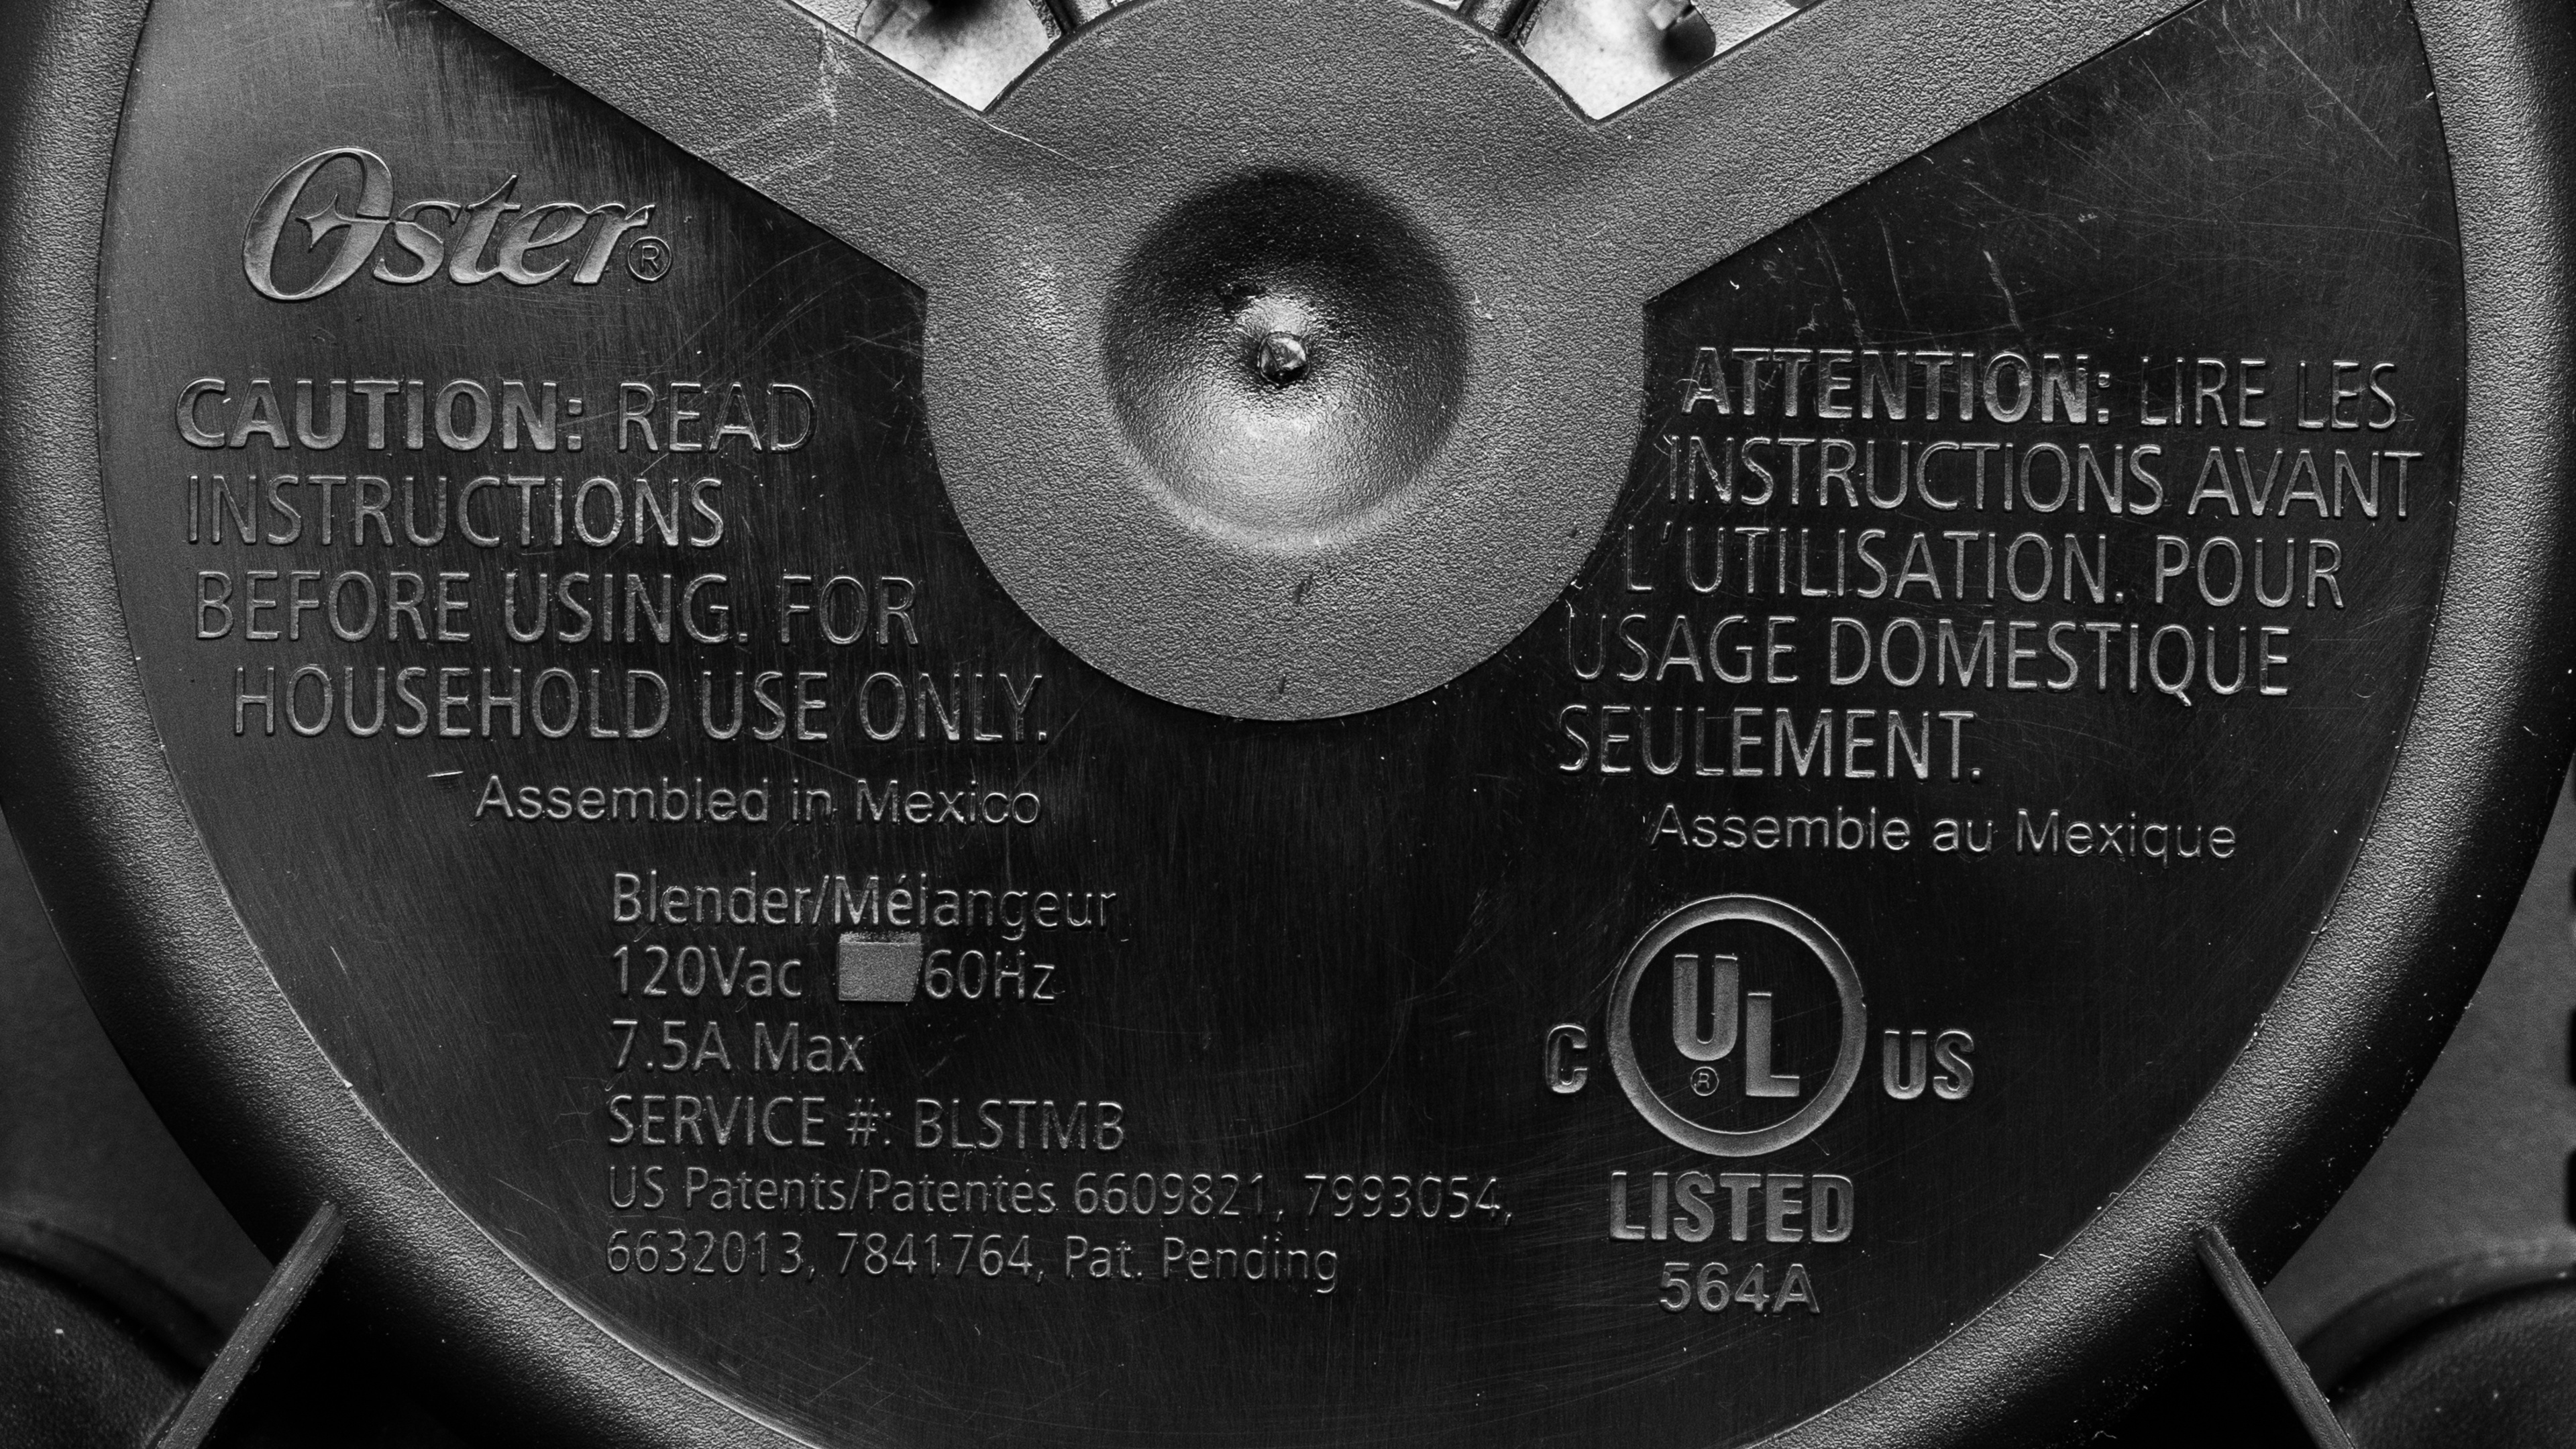 Oster®
CAUTION: READ
INSTRUCTIONS
BEFORE USING. FOR
HOUSEHOLD USE ONLY.
Assembled in Mexico
Blender/Mélangeur
120Vac 60Hz
7.5A Max
SERVICE #: BLSTMB
US Patents/Patentes 6609821, 7993054,
6632013, 7841764, Pat. Pending
ATTENTION: LIRE LES
INSTRUCTIONS AVANT
L'UTILISATION. POUR
USAGE DOMESTIQUE
SEULEMENT.
Assemble au Mexique
C UL® US
LISTED
564A